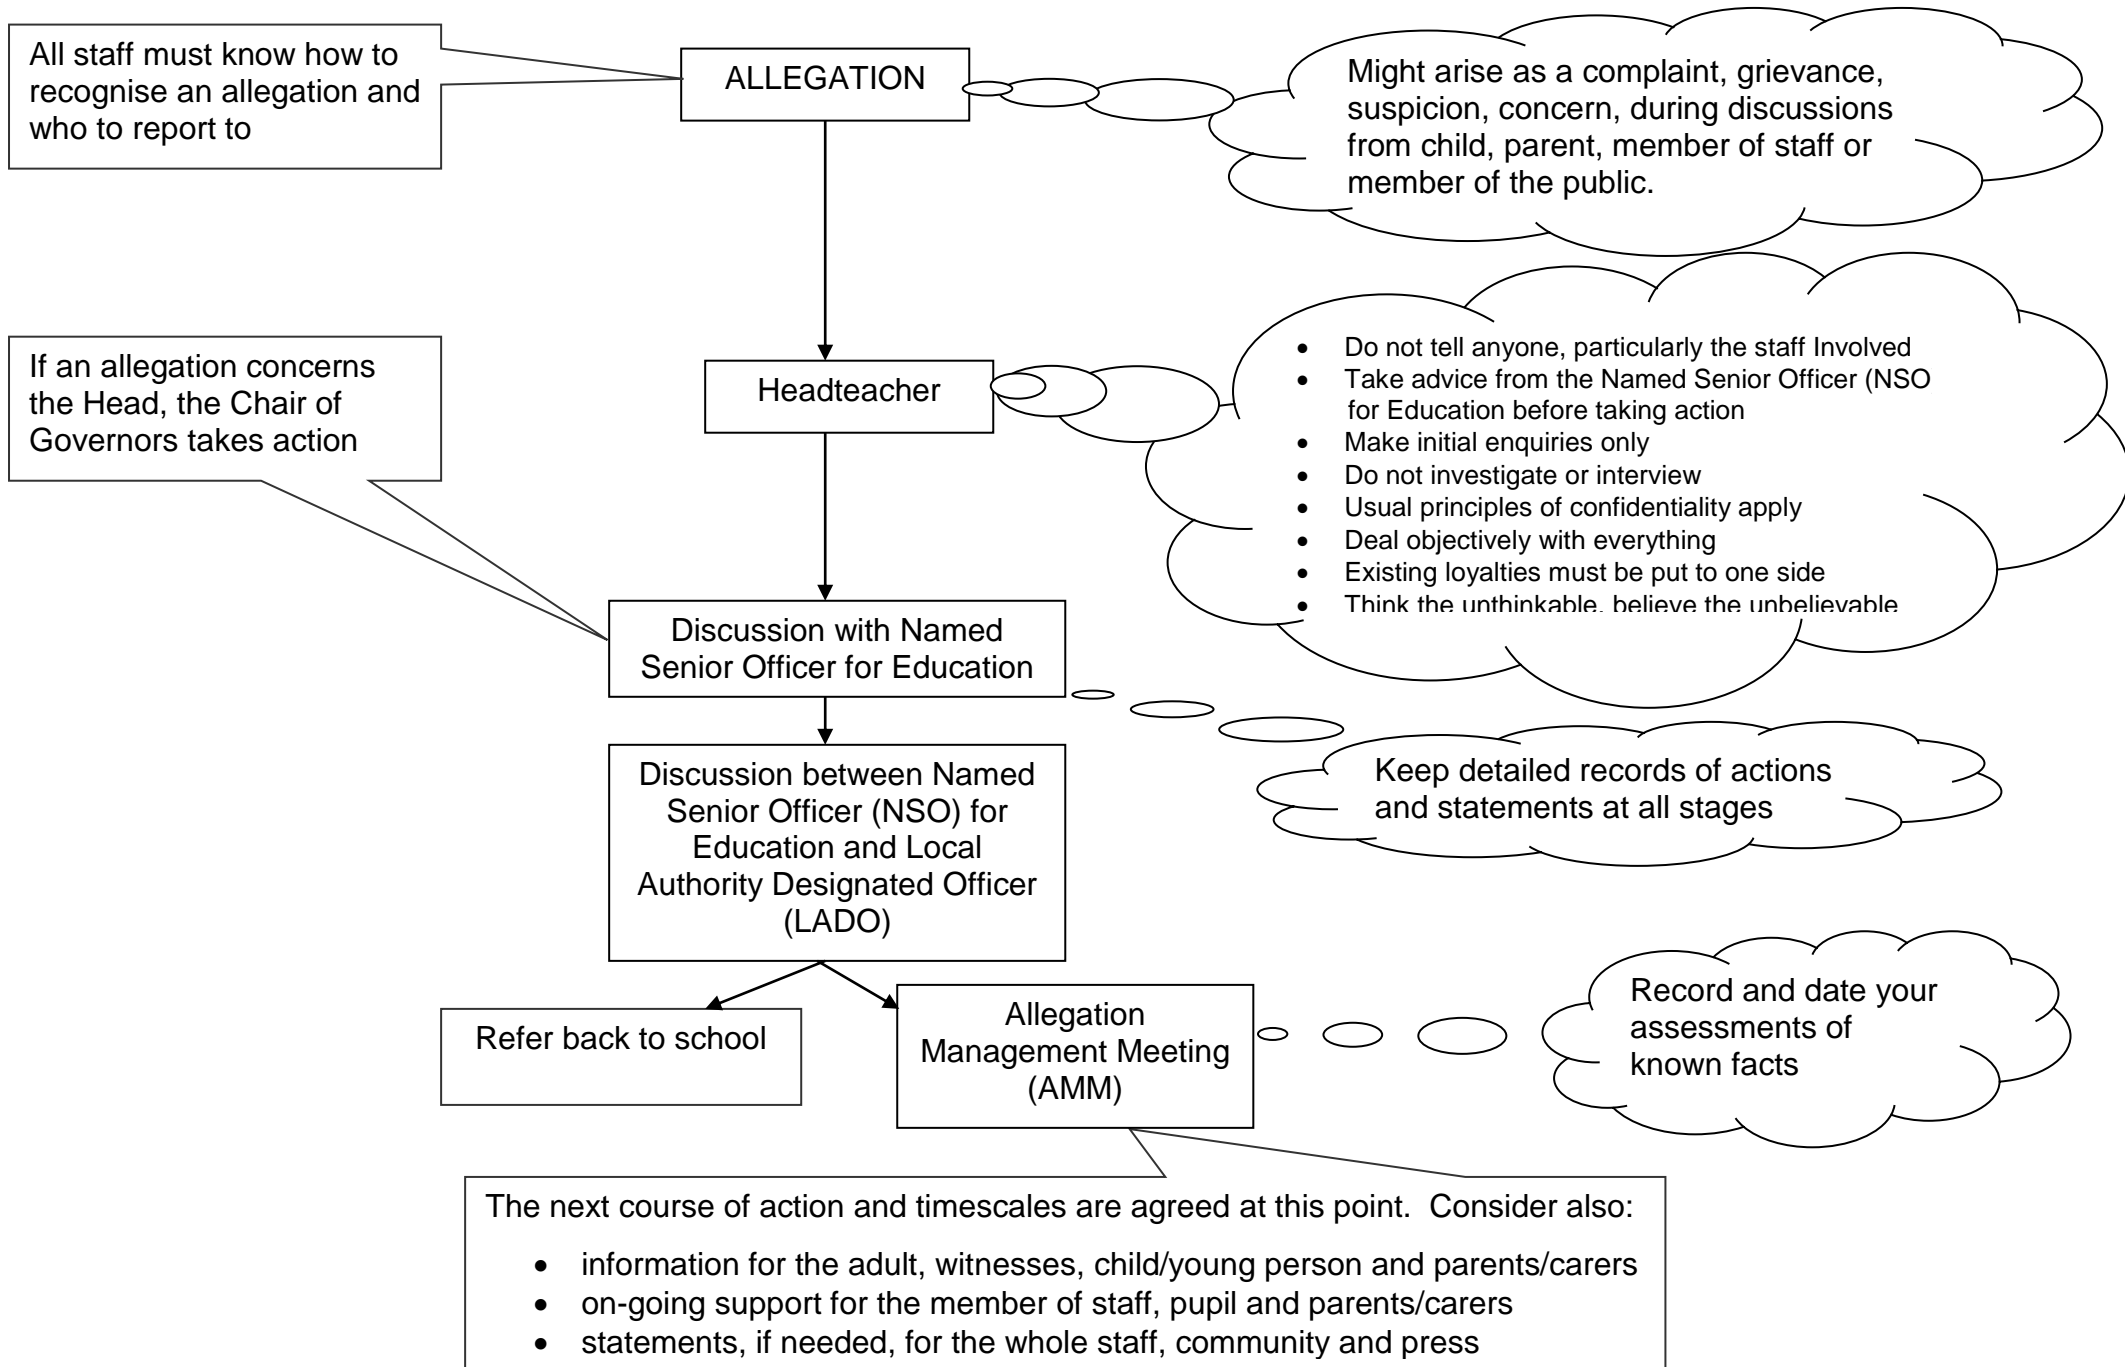 All staff must know how to
recognise an allegation and
who to report to
ALLEGATION
Might arise as a complaint, grievance,
suspicion, concern, during discussions
from child, parent, member of staff or
member of the public.
If an allegation concerns
the Head, the Chair of
Governors takes action
Headteacher
• Do not tell anyone, particularly the staff Involved
• Take advice from the Named Senior Officer (NSO
for Education before taking action
• Make initial enquiries only
• Do not investigate or interview
• Usual principles of confidentiality apply
• Deal objectively with everything
• Existing loyalties must be put to one side
• Think the unthinkable, believe the unbelievable
Discussion with Named
Senior Officer for Education
Keep detailed records of actions
and statements at all stages
Discussion between Named
Senior Officer (NSO) for
Education and Local
Authority Designated Officer
(LADO)
Refer back to school
Allegation
Management Meeting
(AMM)
Record and date your
assessments of
known facts
The next course of action and timescales are agreed at this point.  Consider also:
• information for the adult, witnesses, child/young person and parents/carers
• on-going support for the member of staff, pupil and parents/carers
• statements, if needed, for the whole staff, community and press